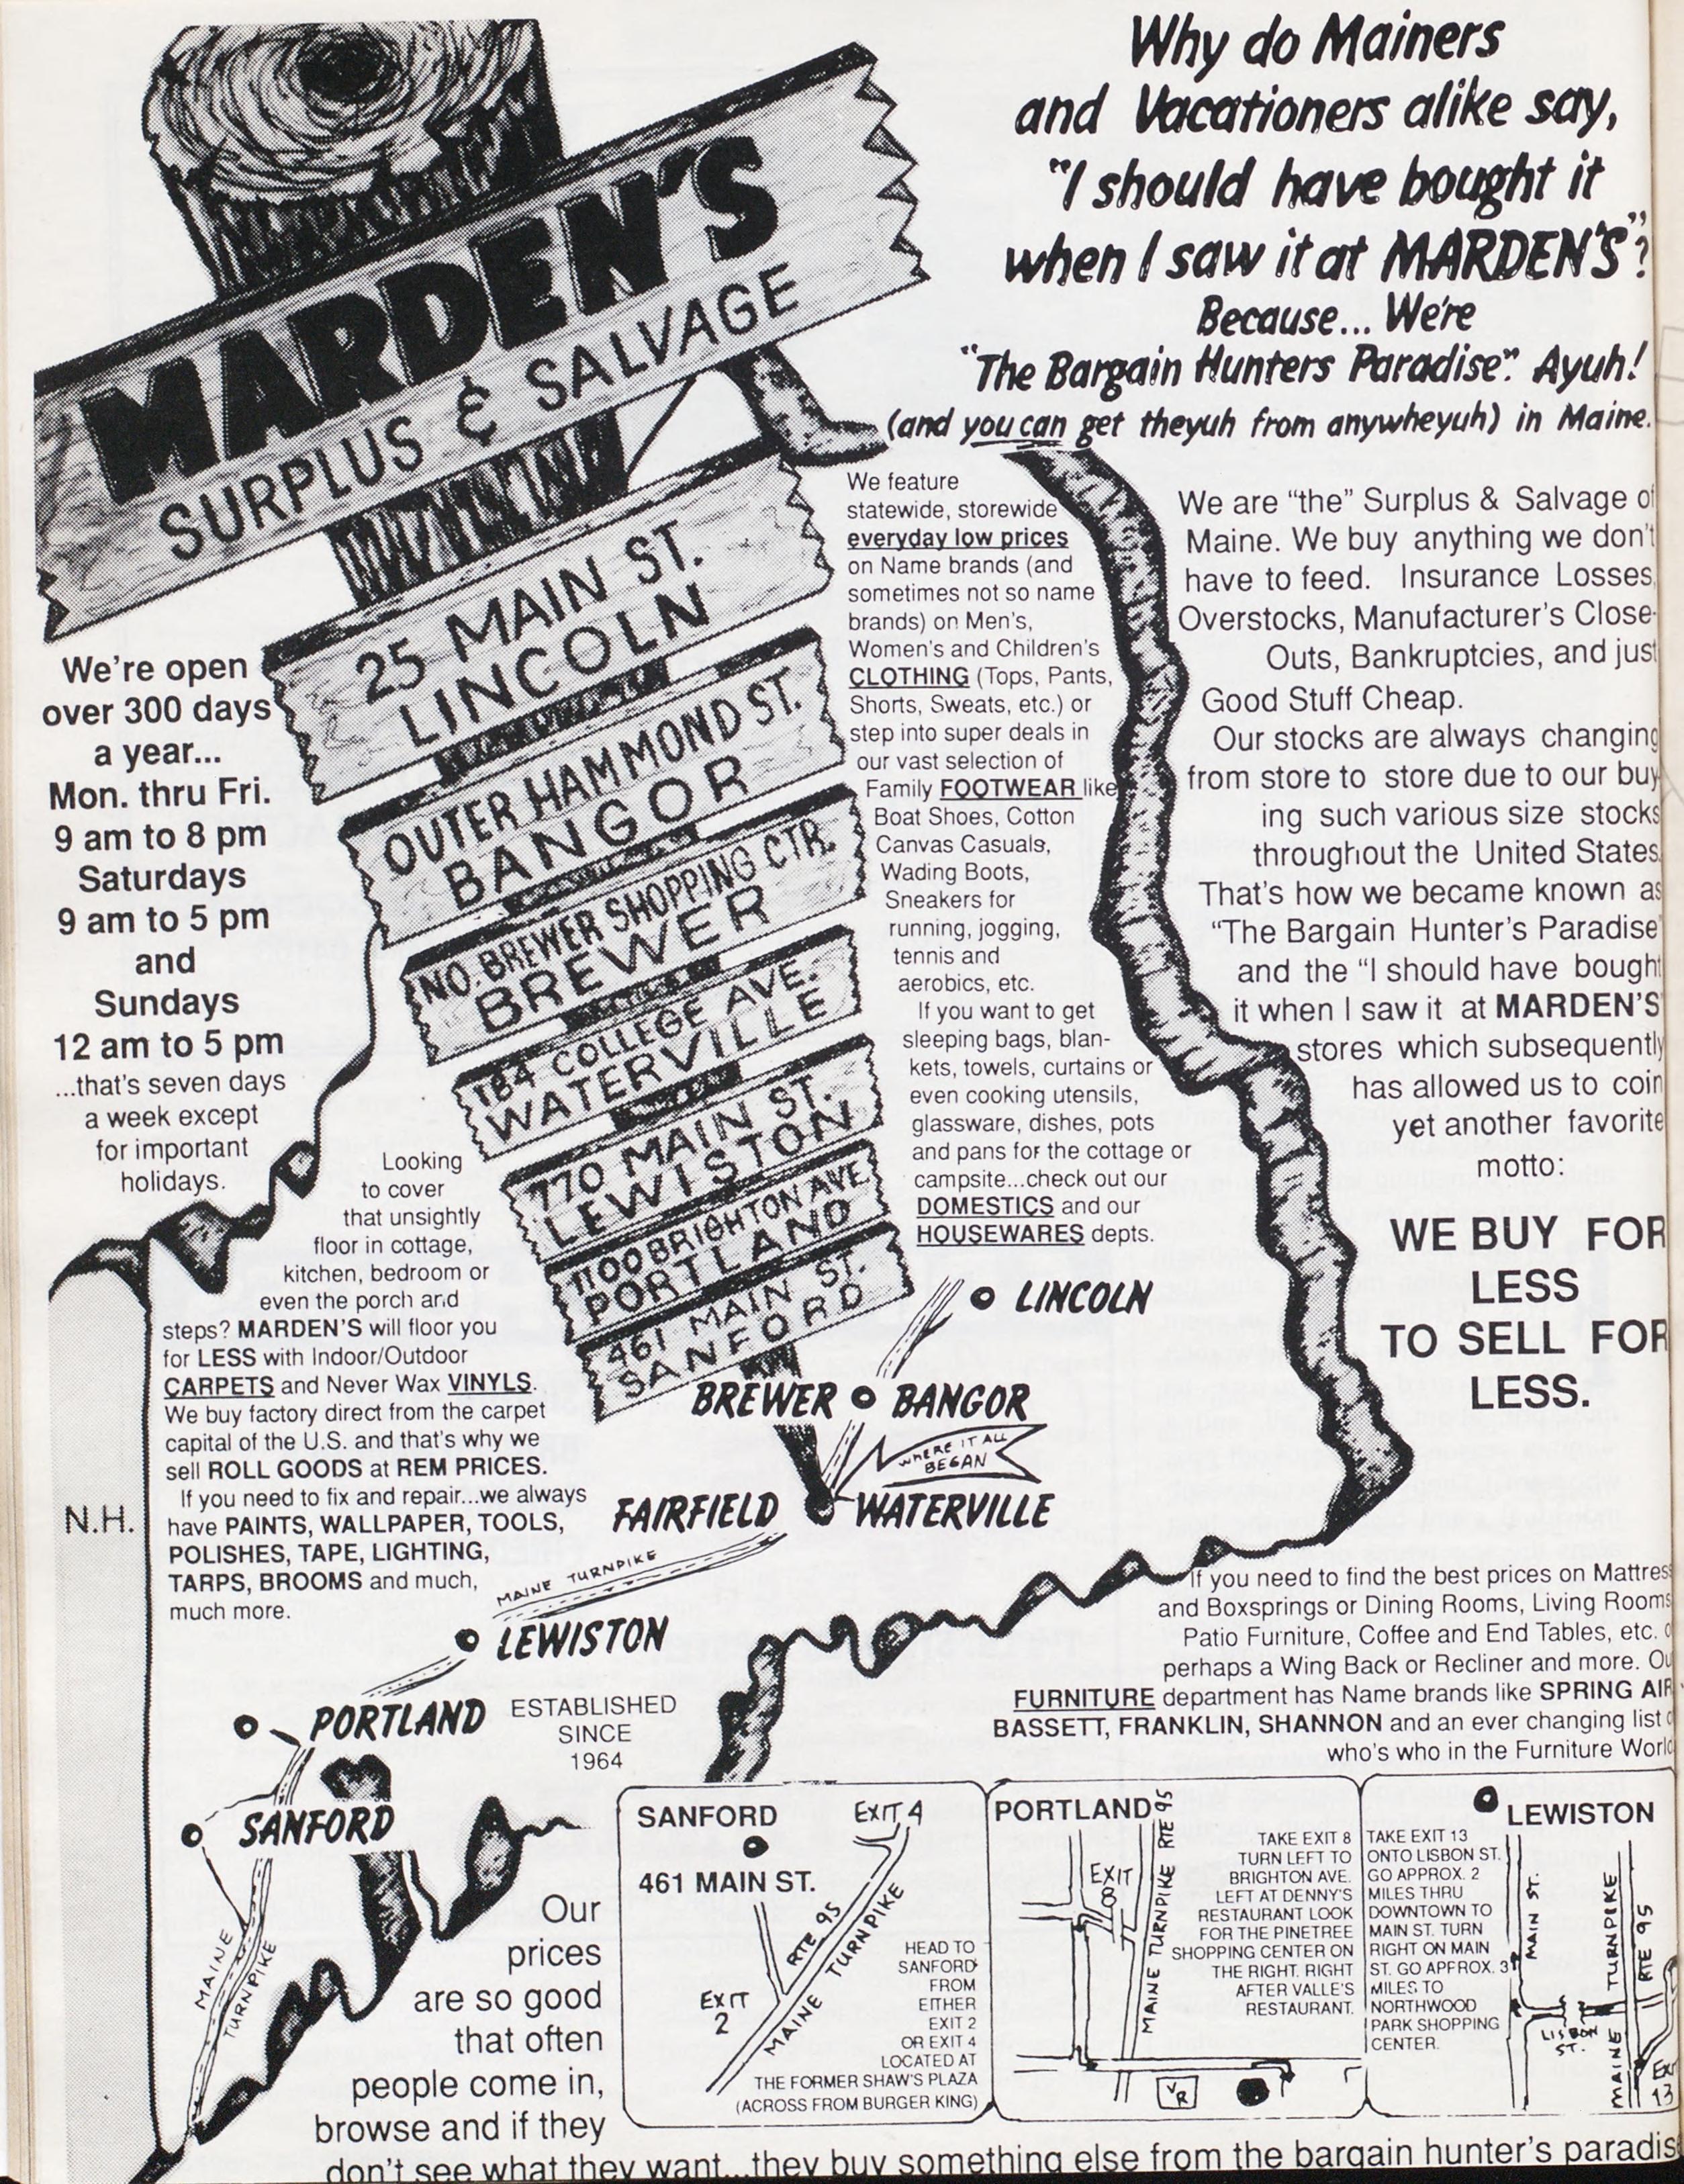 Why do Mainers
and Vacationers alike say,
"I should have bought it
when I saw it at MARDEN'S"?
Because... We're
"The Bargain Hunters Paradise". Ayuh!
(and you can get theyuh from anywheyuh) in Maine.
MARDEN'S
SURPLUS & SALVAGE
25 MAIN ST.
LINCOLN
OUTER HAMMOND ST.
BANGOR
NO. BREWER SHOPPING CTR.
BREWER
184 COLLEGE AVE.
WATERVILLE
770 MAIN ST.
LEWISTON
1100 BRIGHTON AVE.
PORTLAND
461 MAIN ST.
SANFORD
We're open
over 300 days
a year...
Mon. thru Fri.
9 am to 8 pm
Saturdays
9 am to 5 pm
and
Sundays
12 am to 5 pm
...that's seven days
a week except
for important
holidays.
We feature
statewide, storewide
everyday low prices
on Name brands (and
sometimes not so name
brands) on Men's,
Women's and Children's
CLOTHING (Tops, Pants,
Shorts, Sweats, etc.) or
step into super deals in
our vast selection of
Family FOOTWEAR like
Boat Shoes, Cotton
Canvas Casuals,
Wading Boots,
Sneakers for
running, jogging,
tennis and
aerobics, etc.
If you want to get
sleeping bags, blan-
kets, towels, curtains or
even cooking utensils,
glassware, dishes, pots
and pans for the cottage or
campsite...check out our
DOMESTICS and our
HOUSEWARES depts.
We are "the" Surplus & Salvage of
Maine. We buy anything we don't
have to feed. Insurance Losses,
Overstocks, Manufacturer's Close-
Outs, Bankruptcies, and just
Good Stuff Cheap.
Our stocks are always changing
from store to store due to our buy
ing such various size stocks
throughout the United States.
That's how we became known as
"The Bargain Hunter's Paradise"
and the "I should have bought
it when I saw it at MARDEN'S"
stores which subsequently
has allowed us to coin
yet another favorite
motto:
WE BUY FOR
LESS
TO SELL FOR
LESS.
Looking
to cover
that unsightly
floor in cottage,
kitchen, bedroom or
even the porch and
steps? MARDEN'S will floor you
for LESS with Indoor/Outdoor
CARPETS and Never Wax VINYLS.
We buy factory direct from the carpet
capital of the U.S. and that's why we
sell ROLL GOODS at REM PRICES.
If you need to fix and repair...we always
have PAINTS, WALLPAPER, TOOLS,
POLISHES, TAPE, LIGHTING,
TARPS, BROOMS and much,
much more.
N.H.
LINCOLN
BREWER BANGOR
WHERE IT ALL
BEGAN
FAIRFIELD WATERVILLE
MAINE TURNPIKE
LEWISTON
PORTLAND
ESTABLISHED
SINCE
1964
SANFORD
MAINE
TURNPIKE
If you need to find the best prices on Mattress
and Boxsprings or Dining Rooms, Living Rooms
Patio Furniture, Coffee and End Tables, etc. o
perhaps a Wing Back or Recliner and more. Ou
FURNITURE department has Name brands like SPRING AIR
BASSETT, FRANKLIN, SHANNON and an ever changing list o
who's who in the Furniture World
Our
prices
are so good
that often
people come in,
browse and if they
don't see what they want...they buy something else from the bargain hunter's paradis
SANFORD
461 MAIN ST.
EXIT 4
RTE 95
MAINE TURNPIKE
EXIT
2
HEAD TO
SANFORD
FROM
EITHER
EXIT 2
OR EXIT 4
LOCATED AT
THE FORMER SHAW'S PLAZA
(ACROSS FROM BURGER KING)
PORTLAND
EXIT
8
MAINE TURNPIKE RTE 95
TAKE EXIT 8
TURN LEFT TO
BRIGHTON AVE.
LEFT AT DENNY'S
RESTAURANT LOOK
FOR THE PINETREE
SHOPPING CENTER ON
THE RIGHT. RIGHT
AFTER VALLE'S
RESTAURANT.
VR
LEWISTON
TAKE EXIT 13
ONTO LISBON ST.
GO APPROX. 2
MILES THRU
DOWNTOWN TO
MAIN ST. TURN
RIGHT ON MAIN
ST. GO APPROX. 3
MILES TO
NORTHWOOD
PARK SHOPPING
CENTER.
MAIN ST.
LISBON
ST.
MAINE TURNPIKE
RTE 95
EXIT
13